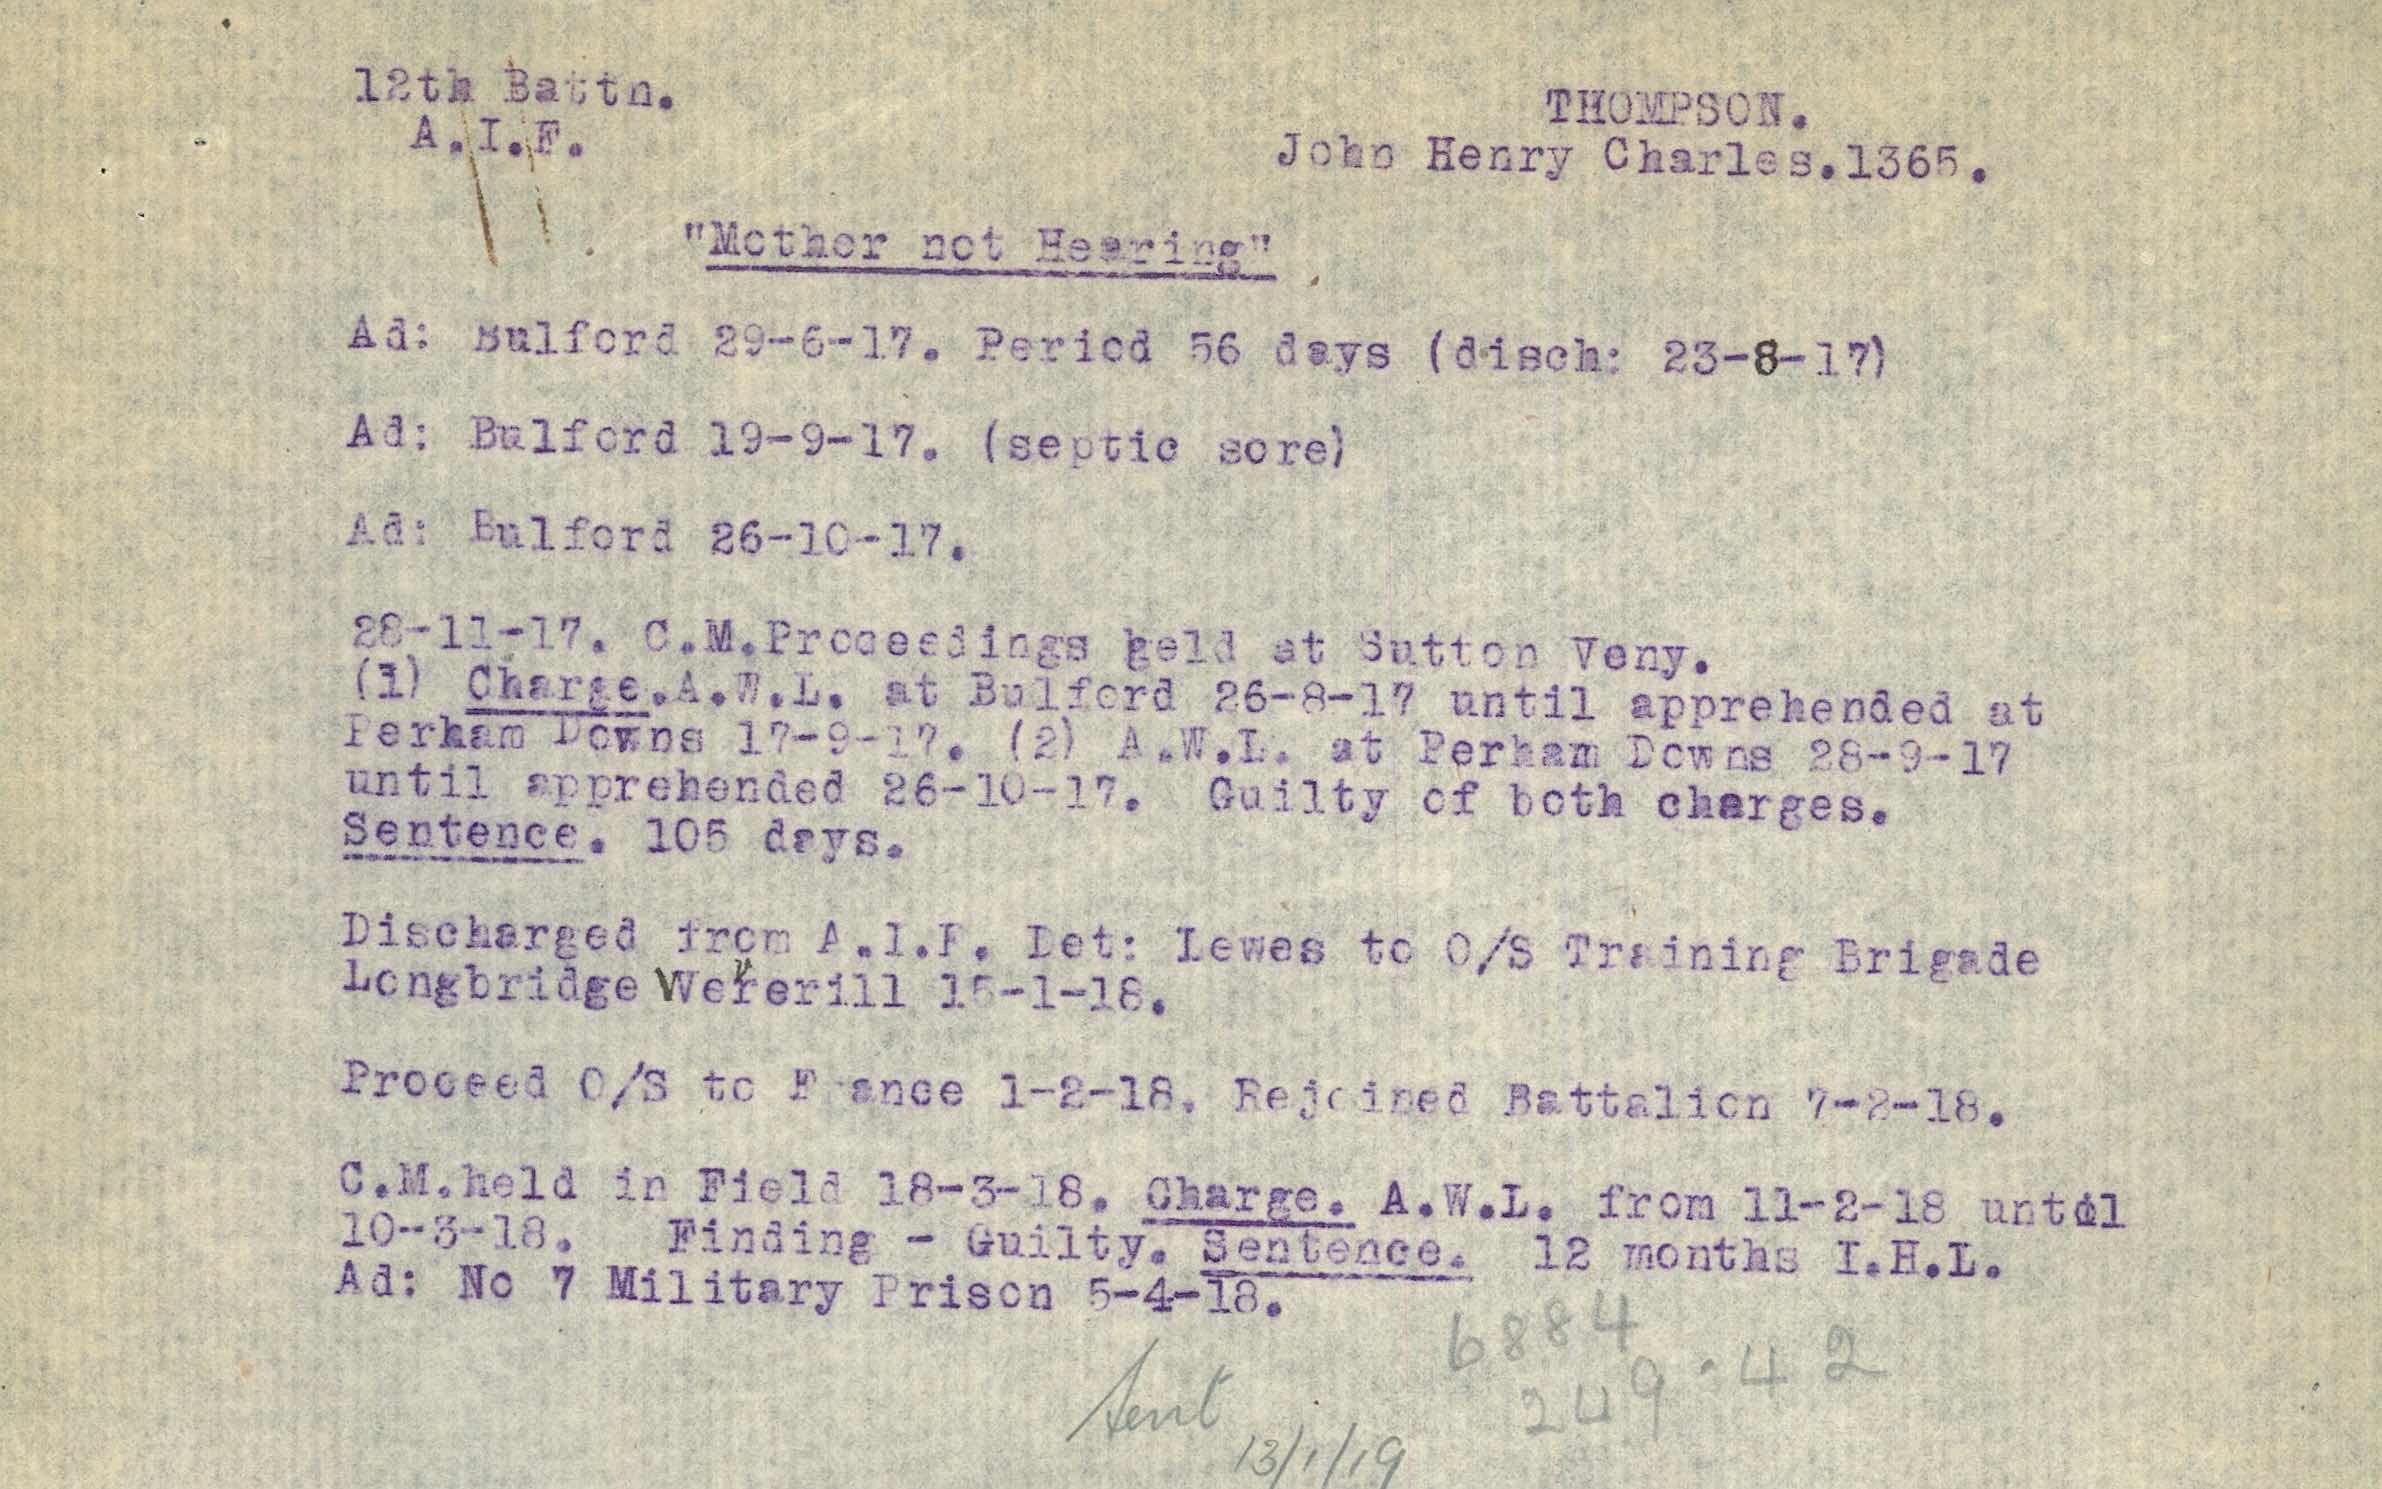 12th Battn.
A.I.F.
THOMPSON.
John Henry Charles.1365.
"Mother not Hearing"
Ad: Bulford 29-6-17. Period 56 days (disch: 23-8-17)
Ad: Bulford 19-9-17. (septic sore)
Ad: Bulford 26-10-17.
28-11-17. C.M.Proceedings held at Sutton Veny.
(1) Charge.A.W.L. at Bulford 26-8-17 until apprehended at
Perham Downs 17-9-17. (2) A.W.L. at Perham Downs 28-9-17
until apprehended 26-10-17. Guilty of both charges.
Sentence. 105 days.
Discharged from A.I.F. Det: Lewes to O/S Training Brigade
Longbridge Weverill 15-1-18.
Proceed O/S to France 1-2-18. Rejoined Battalion 7-2-18.
C.M.held in Field 18-3-18. Charge. A.W.L. from 11-2-18 until
10-3-18. Finding - Guilty. Sentence. 12 months I.H.L.
Ad: No 7 Military Prison 5-4-18.
6884
249.42
Sent
13/1/19